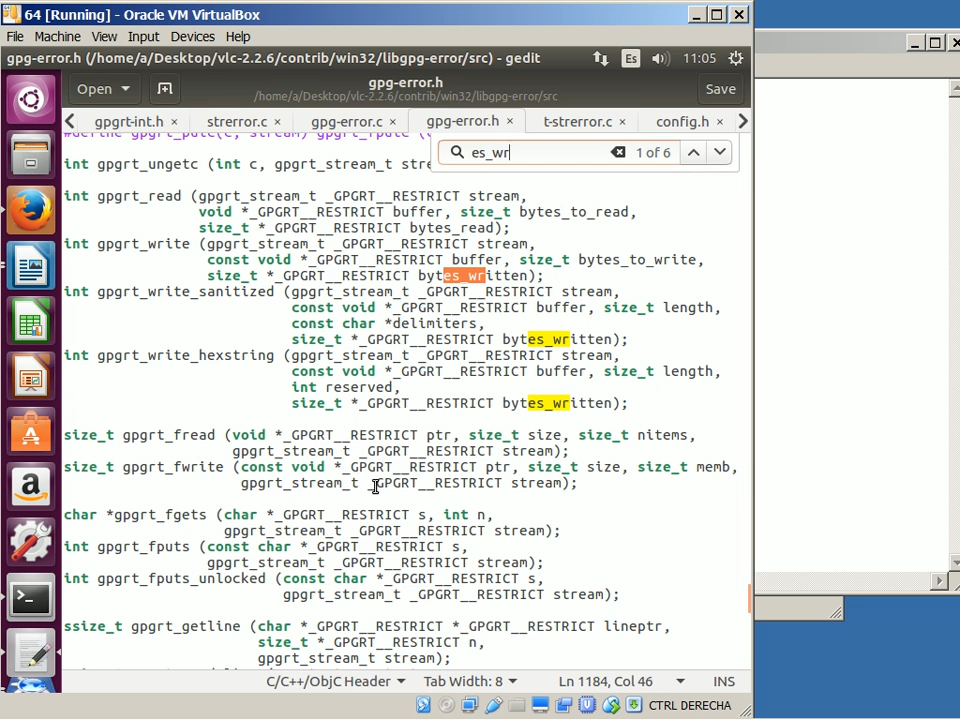 64 [Running] - Oracle VM VirtualBox
File Machine View Input Devices Help
gpg-error.h (/home/a/Desktop/vlc-2.2.6/contrib/win32/libgpg-error/src) - gedit Es 11:05
Open gpg-error.h Save
/home/a/Desktop/vlc-2.2.6/contrib/win32/libgpg-error/src
gpgrt-int.h × strerror.c × gpg-error.c × gpg-error.h × t-strerror.c × config.h ×
es_wr 1 of 6
int gpgrt_ungetc (int c, gpgrt_stream_t stre
int gpgrt_read (gpgrt_stream_t _GPGRT__RESTRICT stream,
void *_GPGRT__RESTRICT buffer, size_t bytes_to_read,
size_t *_GPGRT__RESTRICT bytes_read);
int gpgrt_write (gpgrt_stream_t _GPGRT__RESTRICT stream,
const void *_GPGRT__RESTRICT buffer, size_t bytes_to_write,
size_t *_GPGRT__RESTRICT bytes_written);
int gpgrt_write_sanitized (gpgrt_stream_t _GPGRT__RESTRICT stream,
const void *_GPGRT__RESTRICT buffer, size_t length,
const char *delimiters,
size_t *_GPGRT__RESTRICT bytes_written);
int gpgrt_write_hexstring (gpgrt_stream_t _GPGRT__RESTRICT stream,
const void *_GPGRT__RESTRICT buffer, size_t length,
int reserved,
size_t *_GPGRT__RESTRICT bytes_written);
size_t gpgrt_fread (void *_GPGRT__RESTRICT ptr, size_t size, size_t nitems,
gpgrt_stream_t _GPGRT__RESTRICT stream);
size_t gpgrt_fwrite (const void *_GPGRT__RESTRICT ptr, size_t size, size_t memb,
gpgrt_stream_t _GPGRT__RESTRICT stream);
char *gpgrt_fgets (char *_GPGRT__RESTRICT s, int n,
gpgrt_stream_t _GPGRT__RESTRICT stream);
int gpgrt_fputs (const char *_GPGRT__RESTRICT s,
gpgrt_stream_t _GPGRT__RESTRICT stream);
int gpgrt_fputs_unlocked (const char *_GPGRT__RESTRICT s,
gpgrt_stream_t _GPGRT__RESTRICT stream);
ssize_t gpgrt_getline (char *_GPGRT__RESTRICT *_GPGRT__RESTRICT lineptr,
size_t *_GPGRT__RESTRICT n,
gpgrt_stream_t stream);
C/C++/ObjC Header Tab Width: 8 Ln 1184, Col 46 INS
CTRL DERECHA